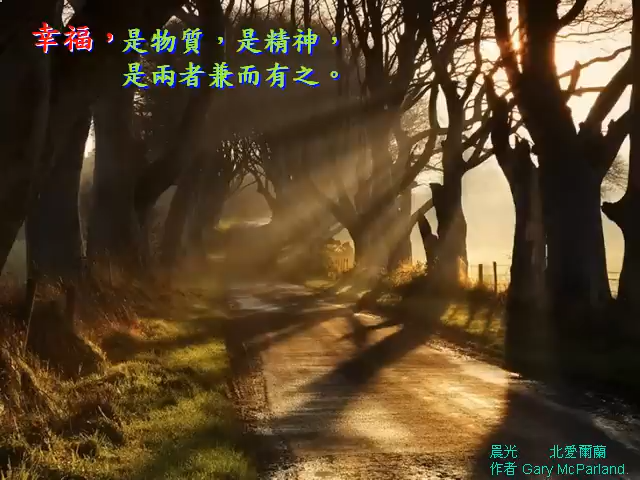 幸福，是物質，是精神，
是兩者兼而有之。
晨光 北愛爾蘭
作者 Gary McParland.